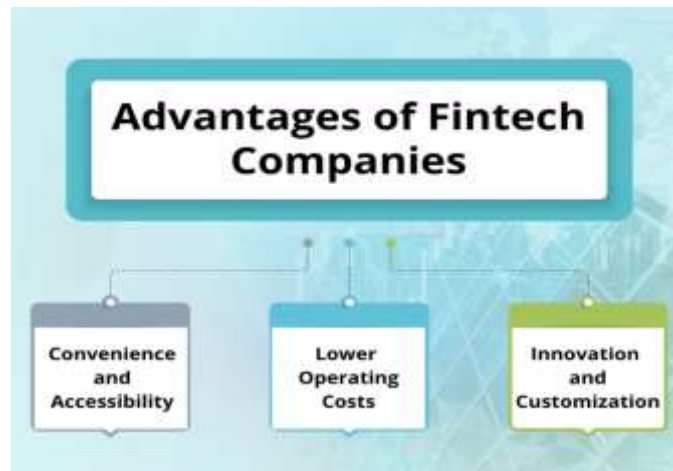 Advantages of Fintech
Companies
Convenience
and
Accessibility
Lower
Operating
Costs
Innovation
and
Customization